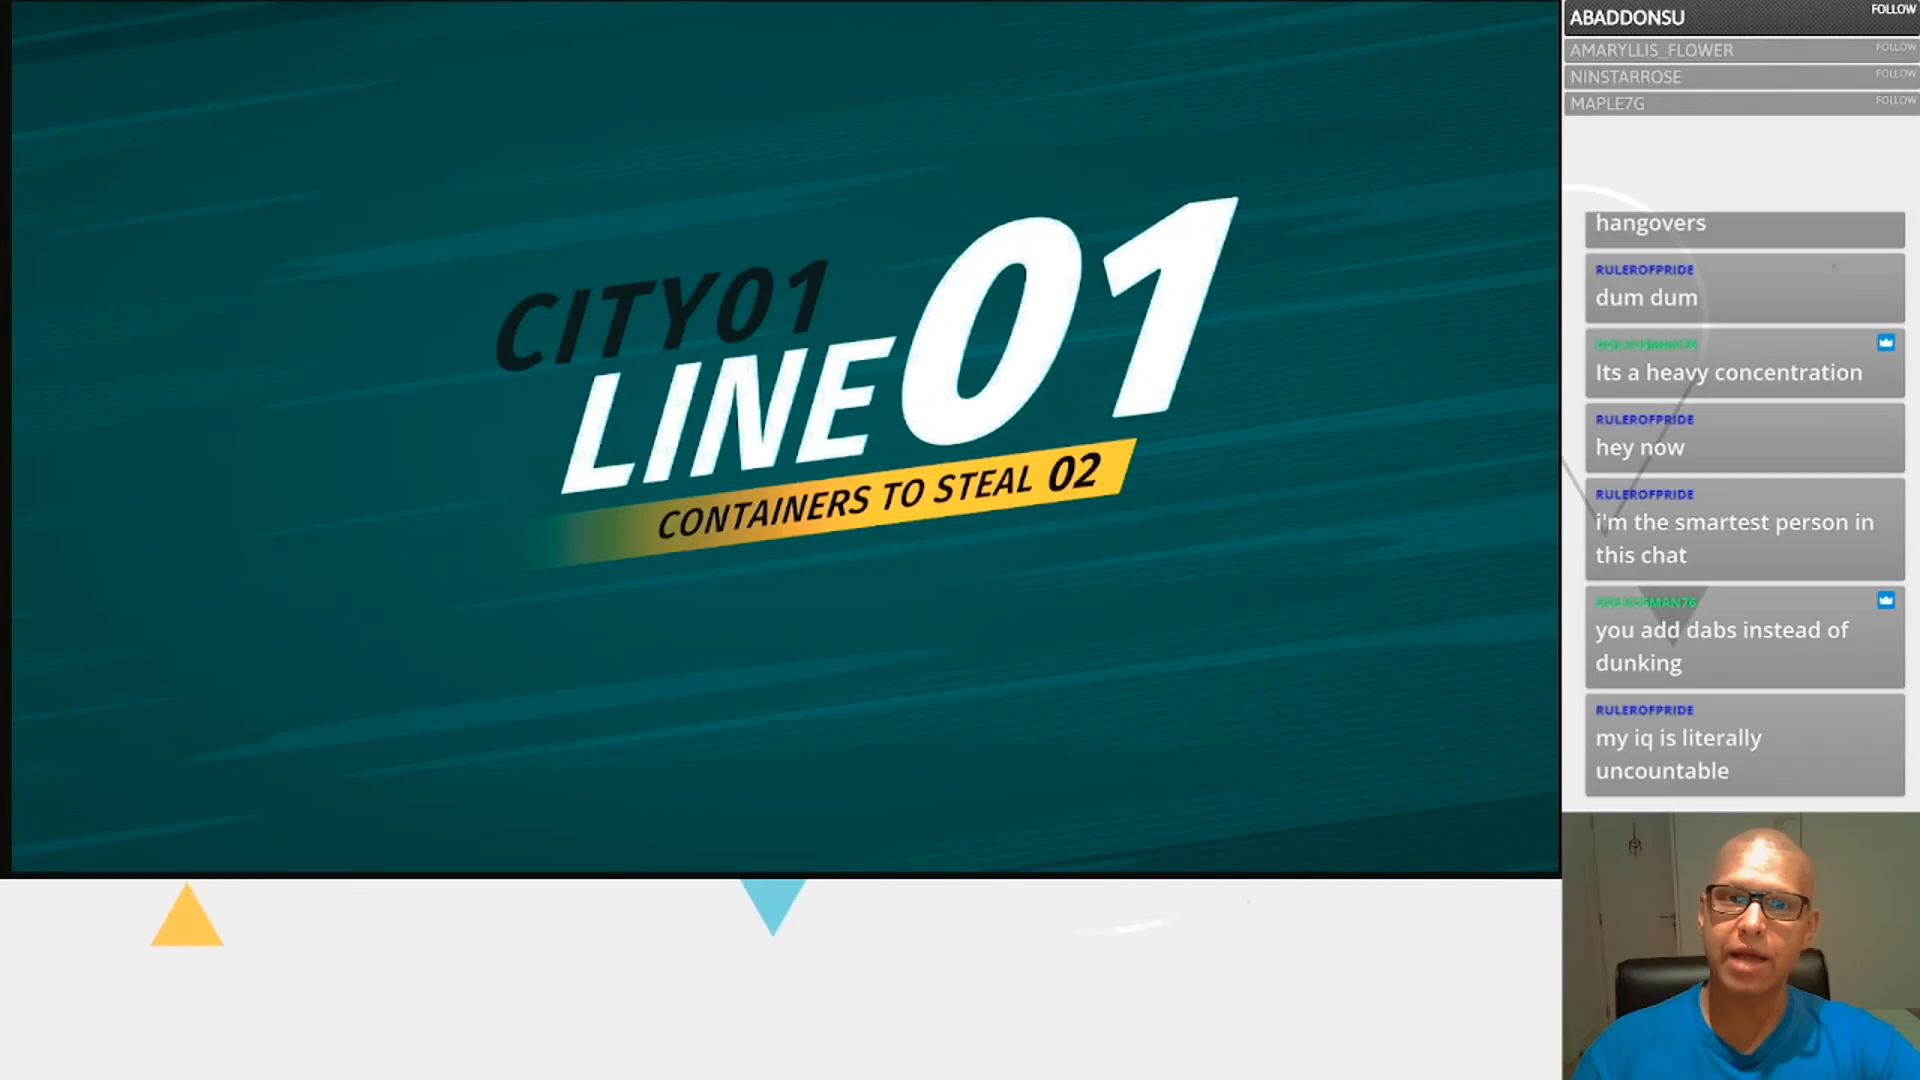 CITY01
LINE 01
CONTAINERS TO STEAL 02
ABADDONSU FOLLOW
AMARYLLIS_FLOWER FOLLOW
NINSTARROSE FOLLOW
MAPLE7G FOLLOW
hangovers
RULEROFPRIDE
dum dum
Its a heavy concentration
RULEROFPRIDE
hey now
RULEROFPRIDE
i'm the smartest person in
this chat
you add dabs instead of
dunking
RULEROFPRIDE
my iq is literally
uncountable